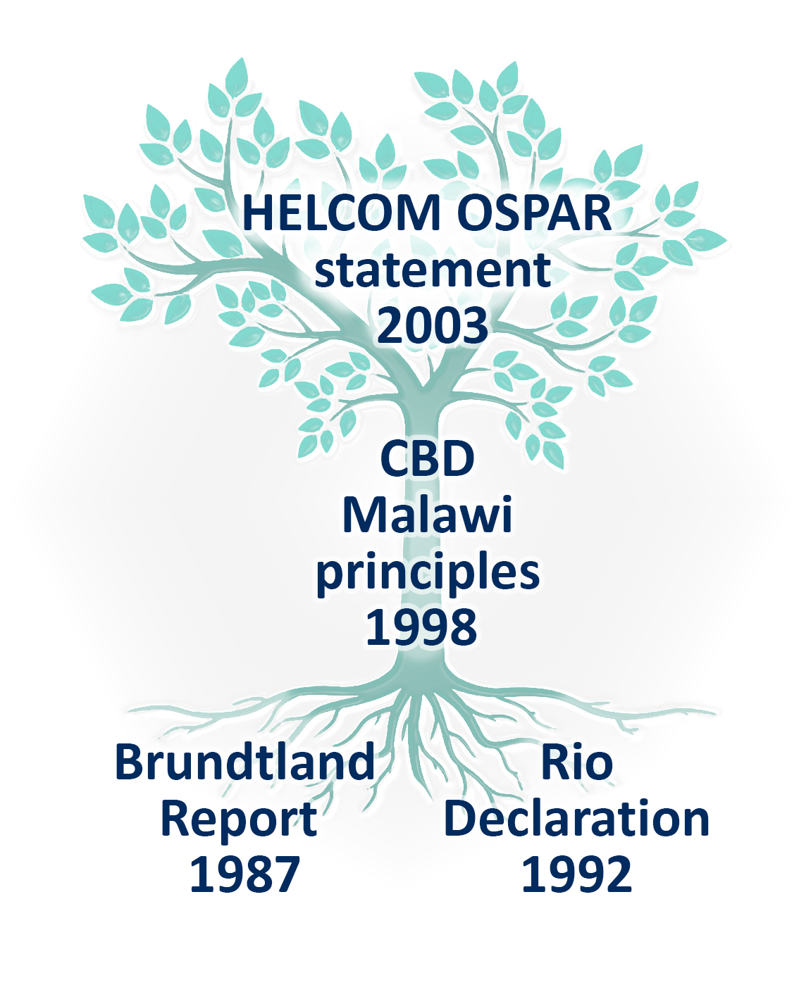 HELCOM OSPAR
statement
2003
CBD
Malawi
principles
1998
Brundtland
Report
1987
Rio
Declaration
1992